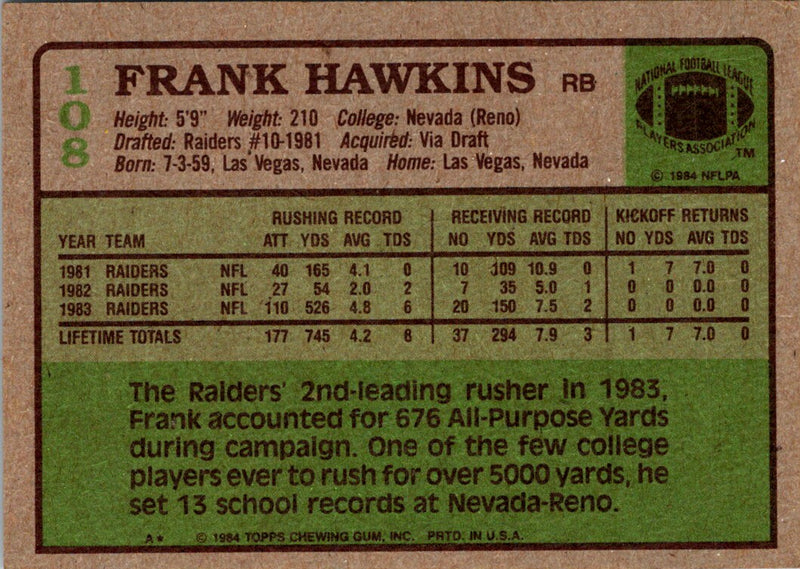 108
FRANK HAWKINS RB
Height: 5'9" Weight: 210 College: Nevada (Reno)
Drafted: Raiders #10-1981 Acquired: Via Draft
Born: 7-3-59, Las Vegas, Nevada Home: Las Vegas, Nevada
NATIONAL FOOTBALL LEAGUE
PLAYERS ASSOCIATION
TM
© 1984 NFLPA
RUSHING RECORD RECEIVING RECORD KICKOFF RETURNS
YEAR TEAM ATT YDS AVG TDS NO YDS AVG TDS NO YDS AVG TDS
1981 RAIDERS NFL 40 165 4.1 0 10 109 10.9 0 1 7 7.0 0
1982 RAIDERS NFL 27 54 2.0 2 7 35 5.0 1 0 0 0.0 0
1983 RAIDERS NFL 110 526 4.8 6 20 150 7.5 2 0 0 0.0 0
LIFETIME TOTALS 177 745 4.2 8 37 294 7.9 3 1 7 7.0 0
The Raiders' 2nd-leading rusher in 1983,
Frank accounted for 676 All-Purpose Yards
during campaign. One of the few college
players ever to rush for over 5000 yards, he
set 13 school records at Nevada-Reno.
A* © 1984 TOPPS CHEWING GUM, INC. PRTD. IN U.S.A.